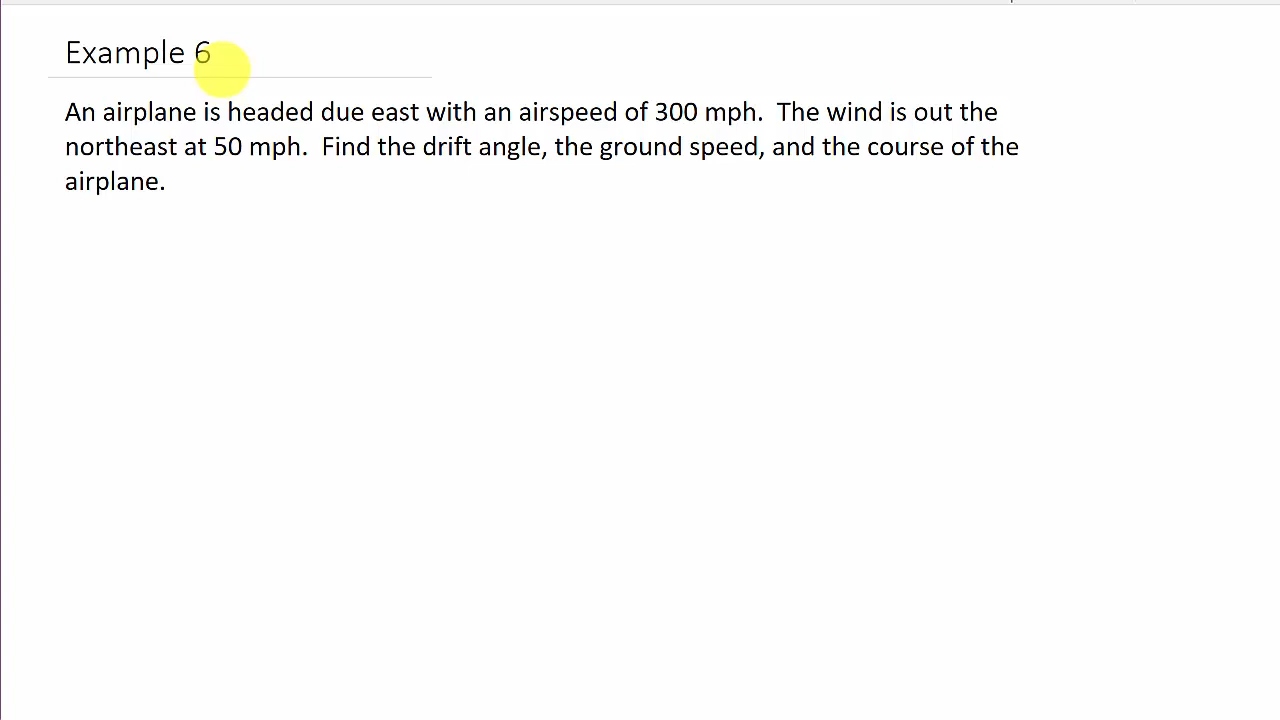 Example 6
An airplane is headed due east with an airspeed of 300 mph.  The wind is out the
northeast at 50 mph.  Find the drift angle, the ground speed, and the course of the
airplane.